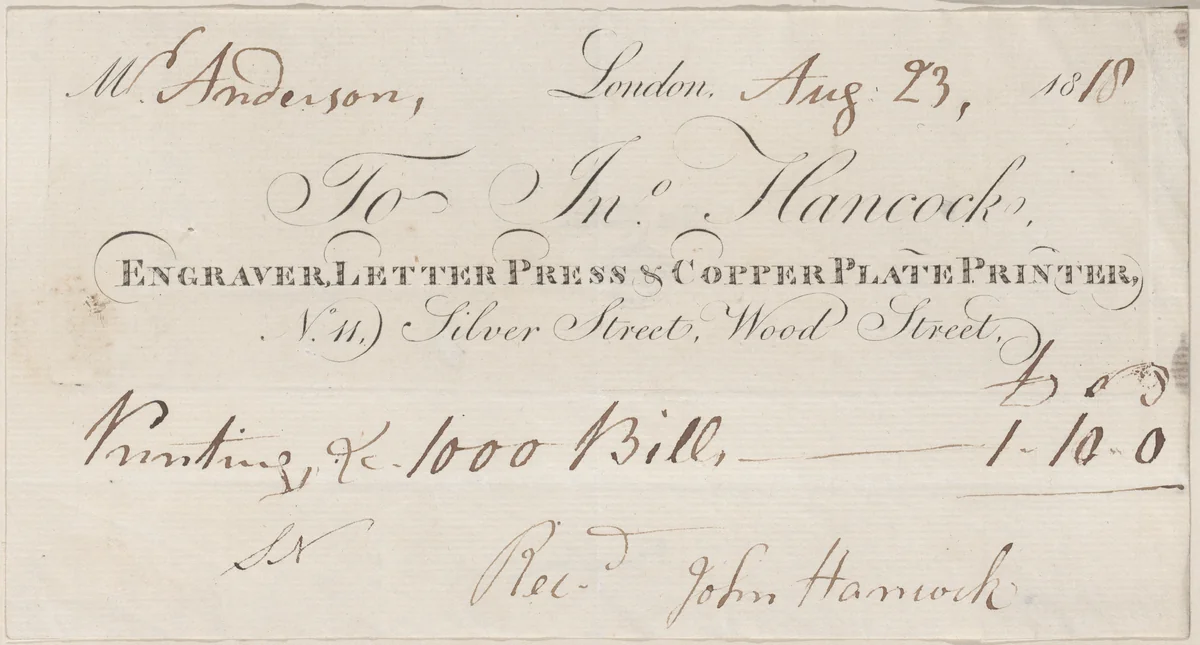 Mr. Anderson, London, Aug: 23, 1818
To Jno. Hancock,
ENGRAVER, LETTER PRESS & COPPER PLATE PRINTER,
No. 11, Silver Street, Wood Street,
£ s d
Printing, &c. 1000 Bills — 1 - 10 - 0
Recd. John Hancock